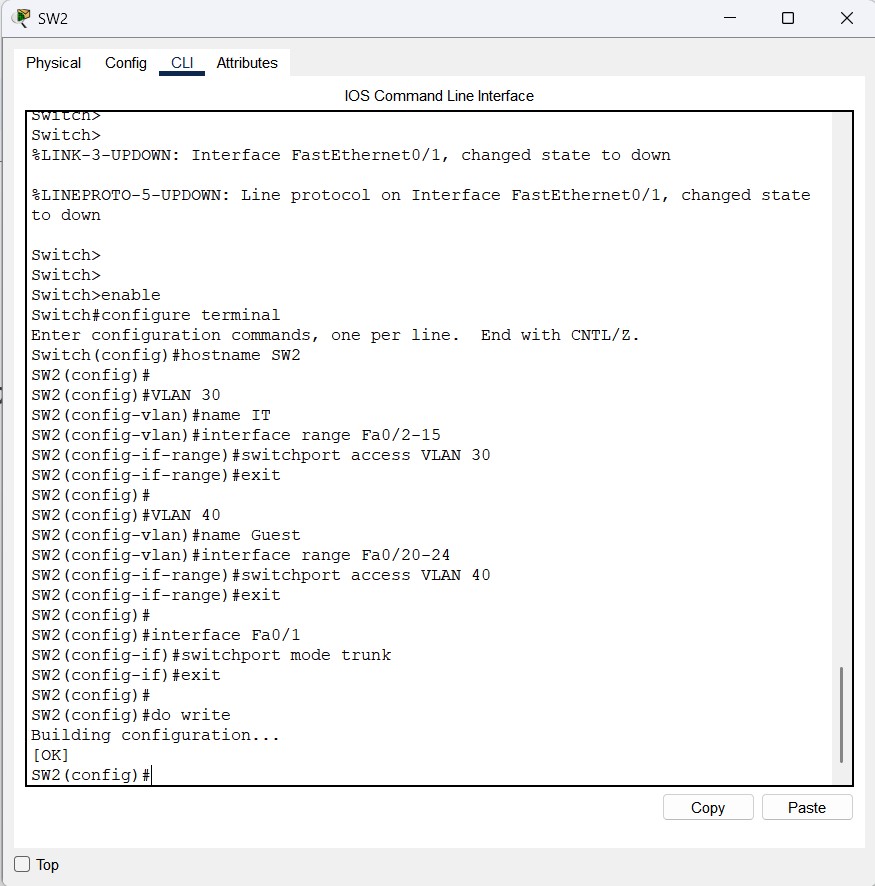 SW2
Physical Config CLI Attributes
IOS Command Line Interface
Switch>
Switch>
%LINK-3-UPDOWN: Interface FastEthernet0/1, changed state to down
%LINEPROTO-5-UPDOWN: Line protocol on Interface FastEthernet0/1, changed state
to down
Switch>
Switch>
Switch>enable
Switch#configure terminal
Enter configuration commands, one per line.  End with CNTL/Z.
Switch(config)#hostname SW2
SW2(config)#
SW2(config)#VLAN 30
SW2(config-vlan)#name IT
SW2(config-vlan)#interface range Fa0/2-15
SW2(config-if-range)#switchport access VLAN 30
SW2(config-if-range)#exit
SW2(config)#
SW2(config)#VLAN 40
SW2(config-vlan)#name Guest
SW2(config-vlan)#interface range Fa0/20-24
SW2(config-if-range)#switchport access VLAN 40
SW2(config-if-range)#exit
SW2(config)#
SW2(config)#interface Fa0/1
SW2(config-if)#switchport mode trunk
SW2(config-if)#exit
SW2(config)#
SW2(config)#do write
Building configuration...
[OK]
SW2(config)#
Copy Paste
Top